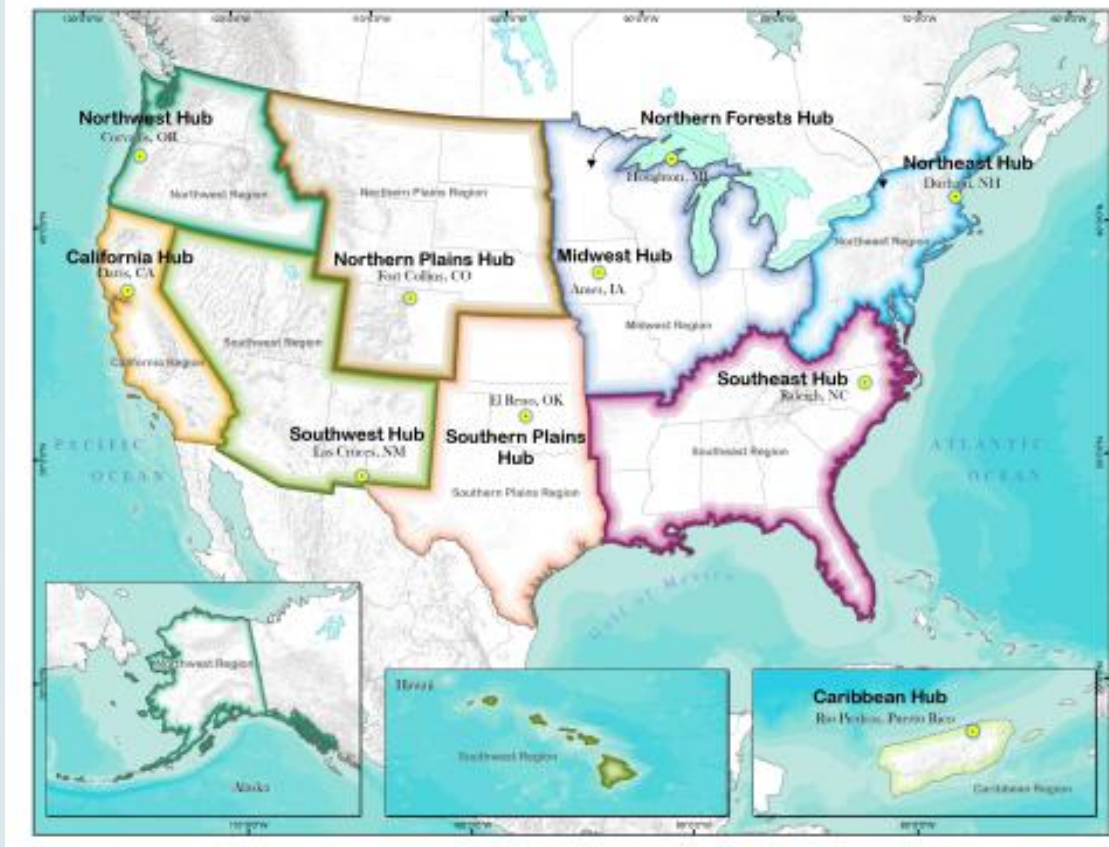 Northwest Hub
Corvallis, OR
Northwest Region
Northern Plains Region
Northern Forests Hub
Houghton, MI
Northeast Hub
Durham, NH
Northeast Region
California Hub
Davis, CA
California Region
Northern Plains Hub
Fort Collins, CO
Midwest Hub
Ames, IA
Midwest Region
Southwest Region
Southeast Hub
Raleigh, NC
Southeast Region
El Reno, OK
Southwest Hub
Las Cruces, NM
Southern Plains
Hub
Southern Plains Region
PACIFIC
OCEAN
ATLANTIC
OCEAN
Gulf of Mexico
Northwest Region
Alaska
Hawaii
Southwest Region
Caribbean Hub
Rio Piedras, Puerto Rico
Caribbean Region